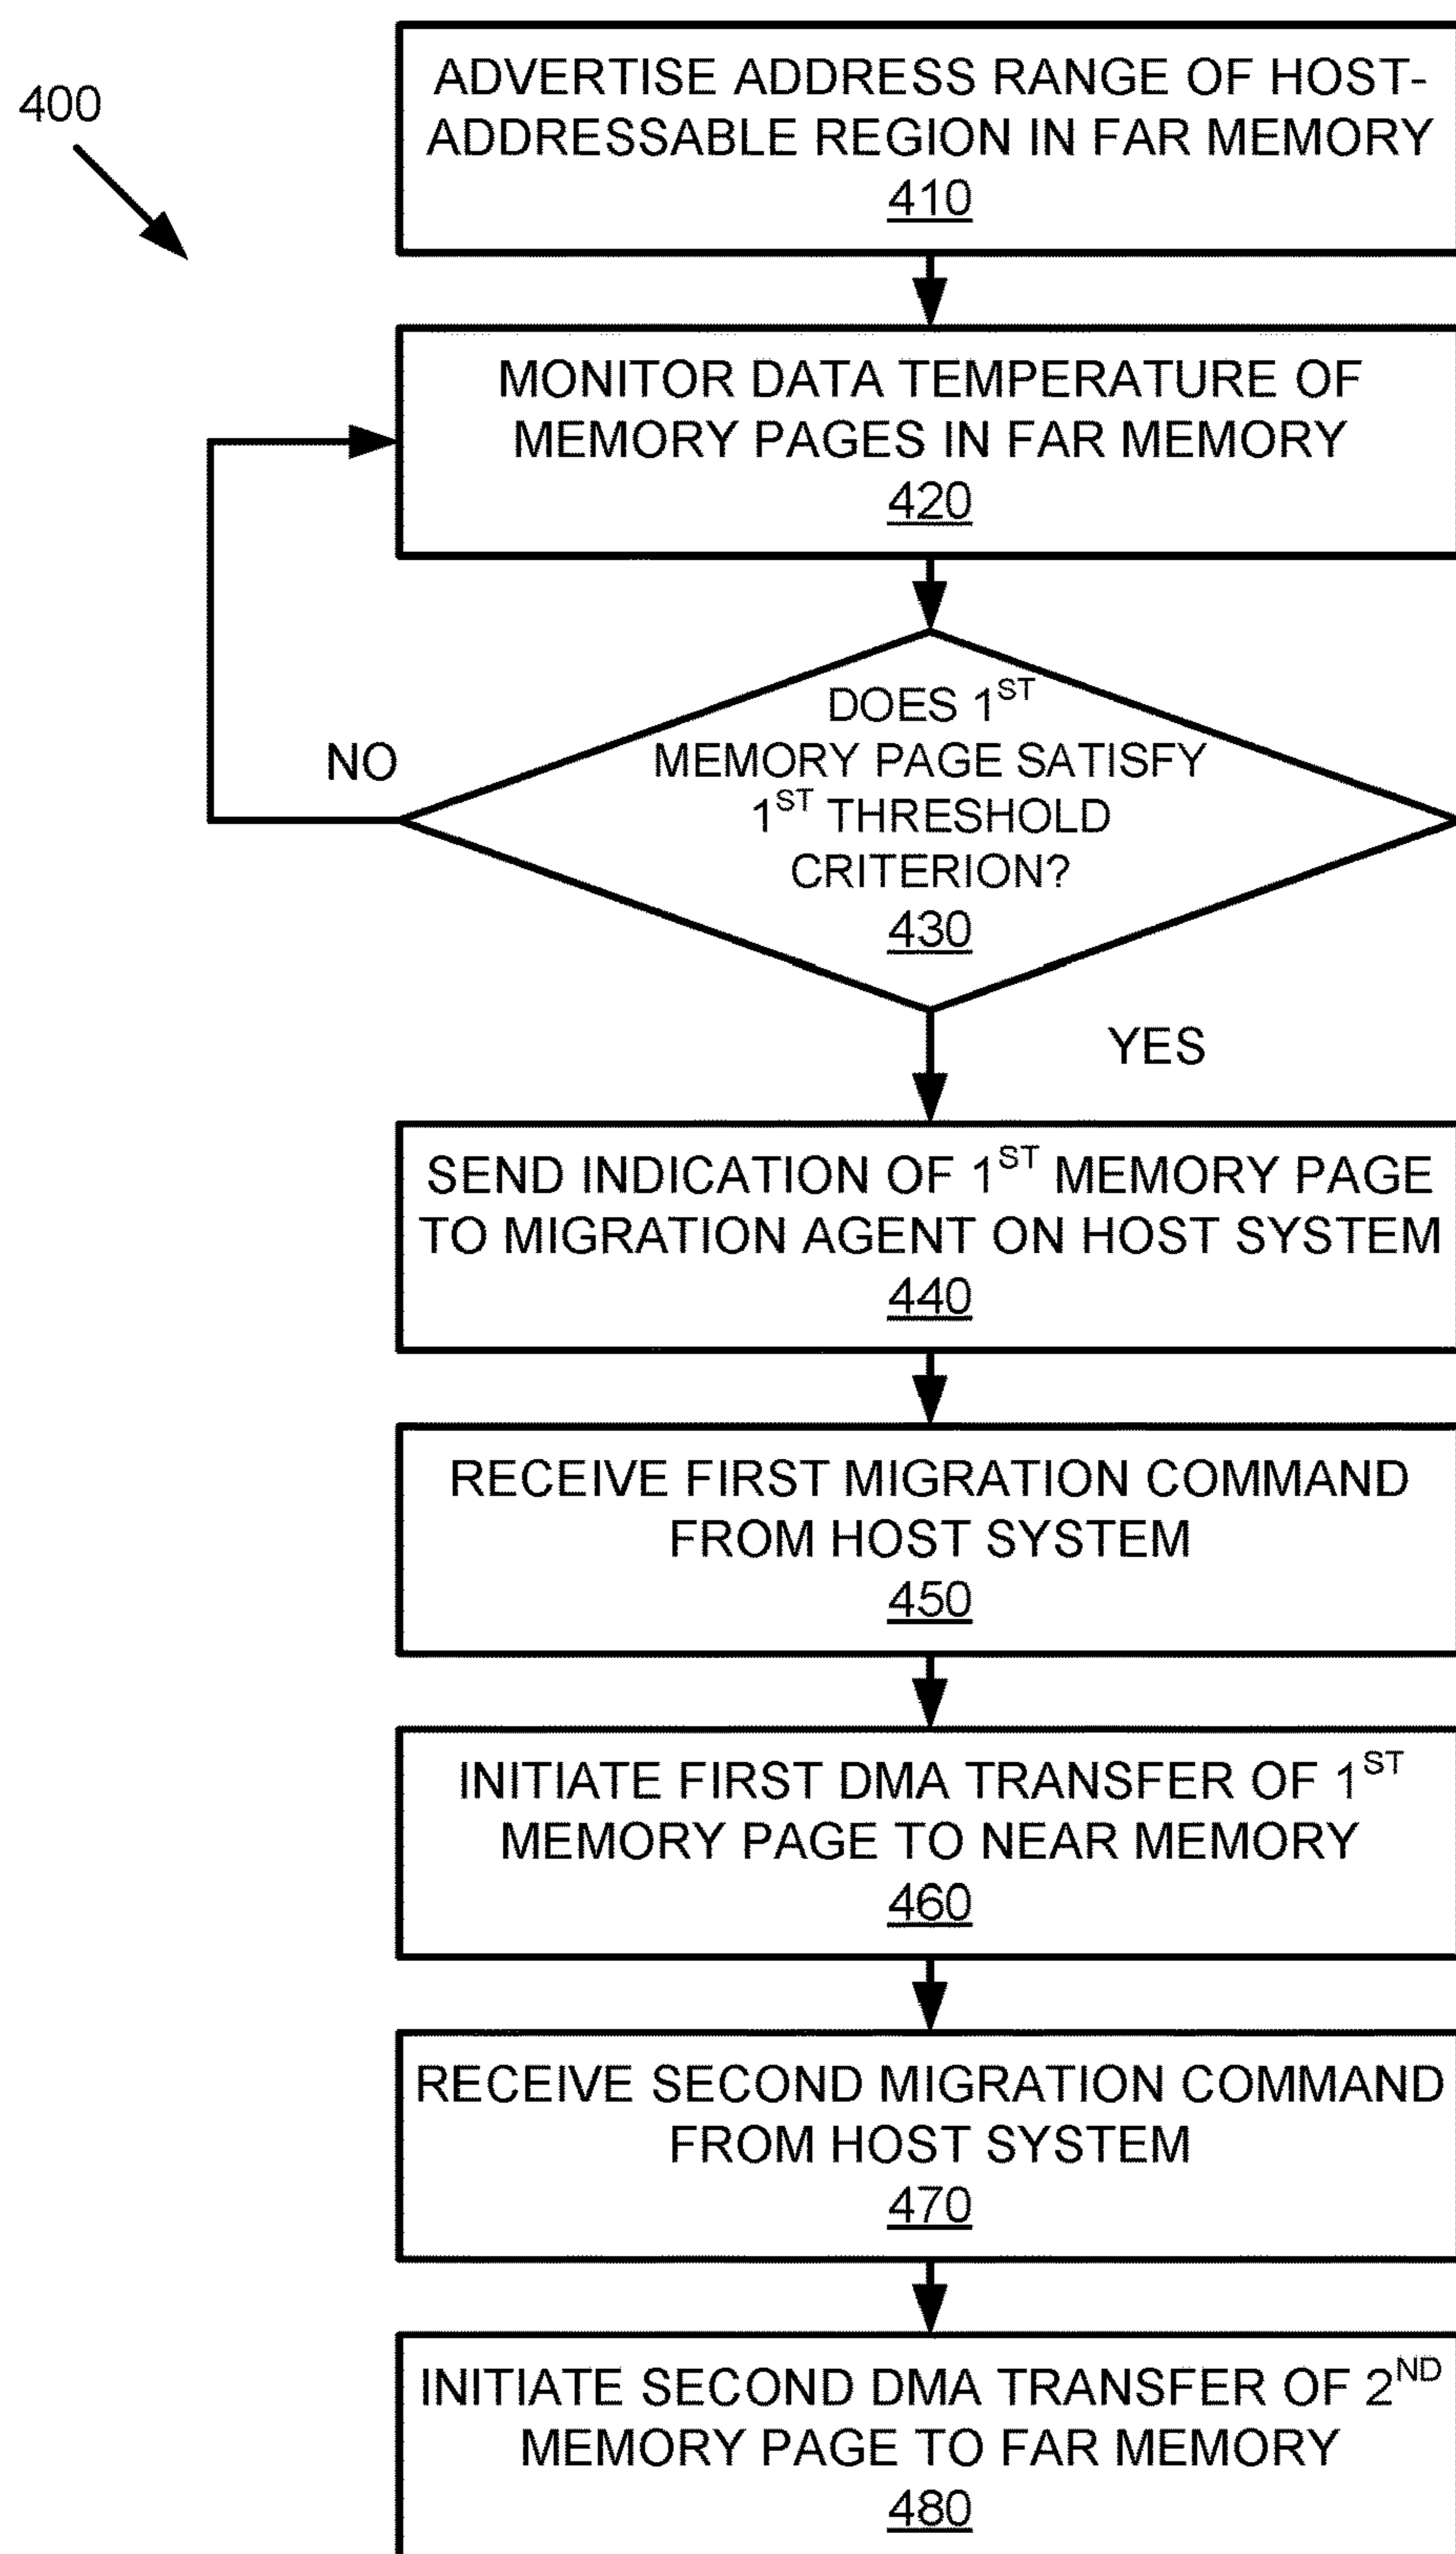 400
ADVERTISE ADDRESS RANGE OF HOST-
ADDRESSABLE REGION IN FAR MEMORY
410
MONITOR DATA TEMPERATURE OF
MEMORY PAGES IN FAR MEMORY
420
DOES 1ST
MEMORY PAGE SATISFY
1ST THRESHOLD
CRITERION?
430
NO
YES
SEND INDICATION OF 1ST MEMORY PAGE
TO MIGRATION AGENT ON HOST SYSTEM
440
RECEIVE FIRST MIGRATION COMMAND
FROM HOST SYSTEM
450
INITIATE FIRST DMA TRANSFER OF 1ST
MEMORY PAGE TO NEAR MEMORY
460
RECEIVE SECOND MIGRATION COMMAND
FROM HOST SYSTEM
470
INITIATE SECOND DMA TRANSFER OF 2ND
MEMORY PAGE TO FAR MEMORY
480